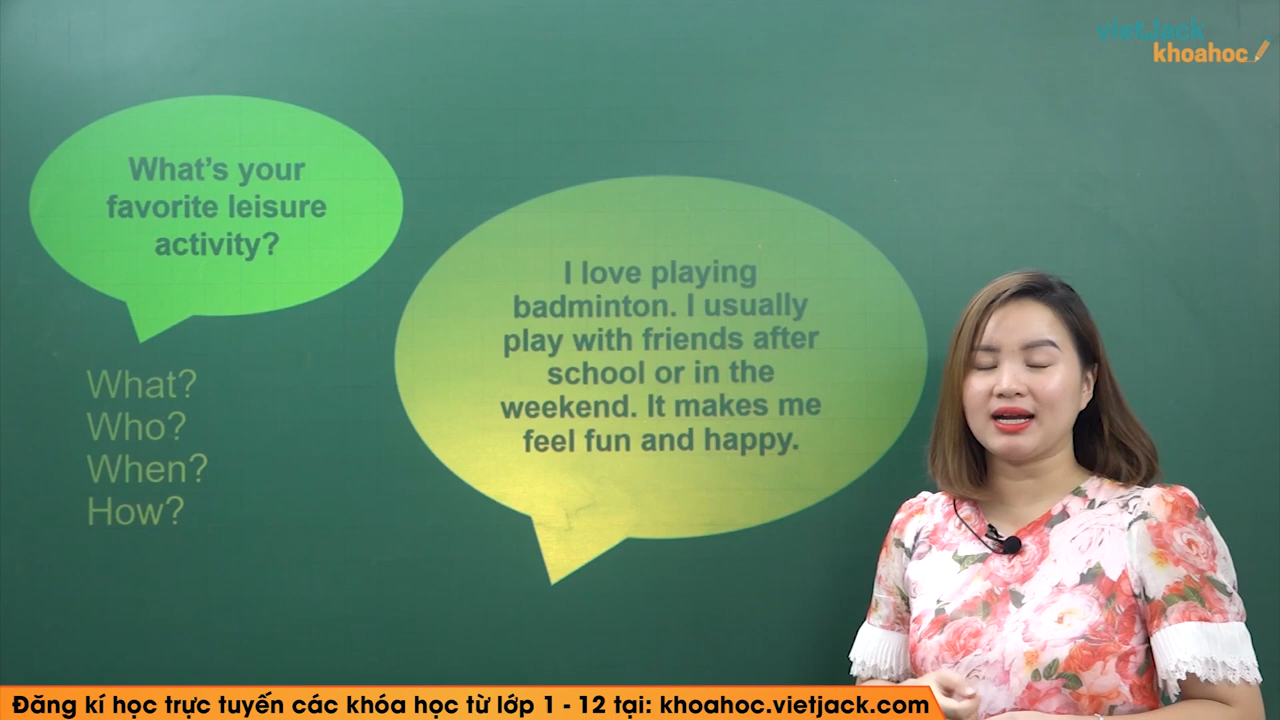 vietjack
khoahoc
What's your
favorite leisure
activity?
What?
Who?
When?
How?
I love playing
badminton. I usually
play with friends after
school or in the
weekend. It makes me
feel fun and happy.
Đăng kí học trực tuyến các khóa học từ lớp 1 - 12 tại: khoahoc.vietjack.com